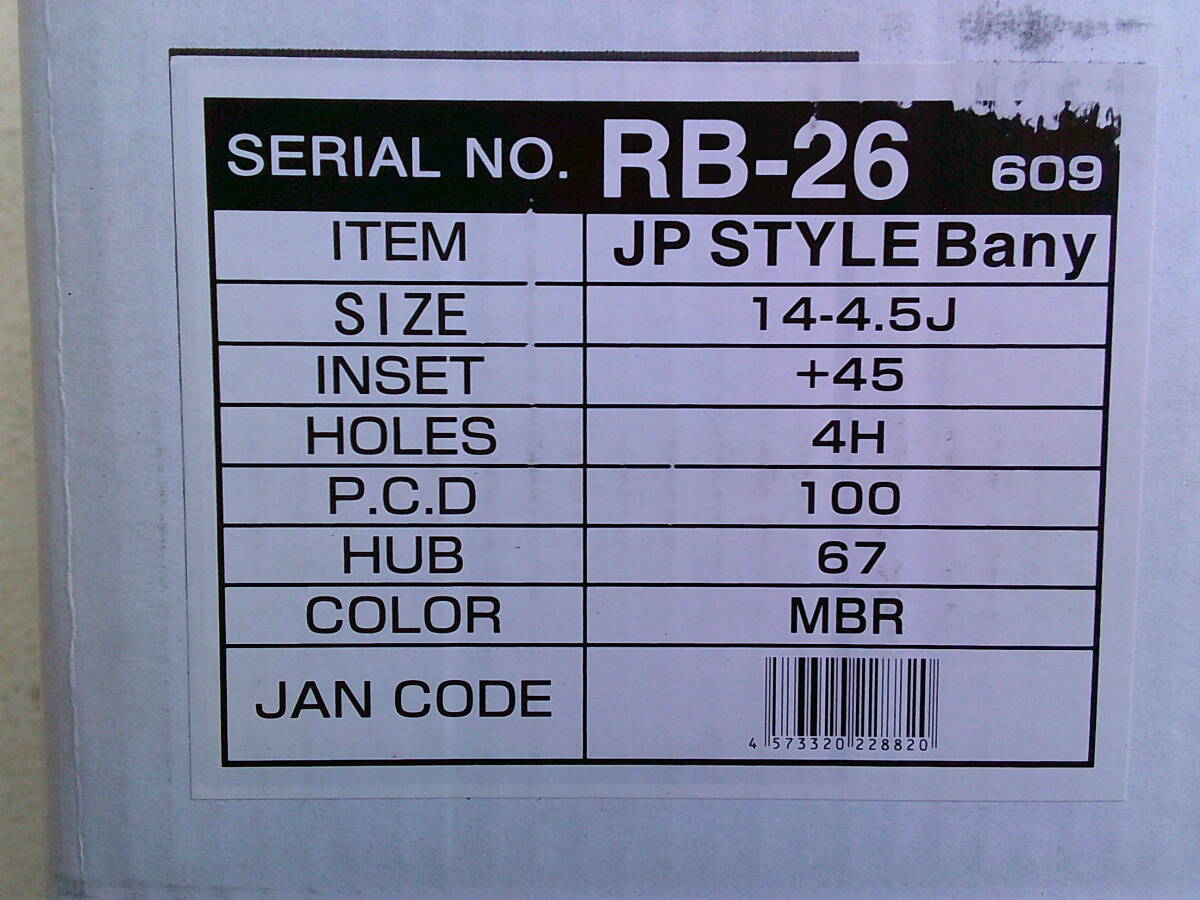 SERIAL NO. RB-26 609
ITEM JP STYLE Bany
SIZE 14-4.5J
INSET +45
HOLES 4H
P.C.D 100
HUB 67
COLOR MBR
JAN CODE
4 573320 228820